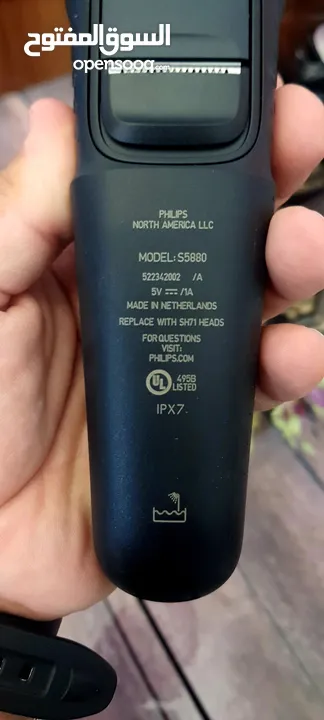 السوق المفتوح
opensooq.com
PHILIPS
NORTH AMERICA LLC
MODEL: S5880
522342002 /A
5V /1A
MADE IN NETHERLANDS
REPLACE WITH SH71 HEADS
FOR QUESTIONS
VISIT:
PHILIPS.COM
UL 495B
LISTED
IPX7